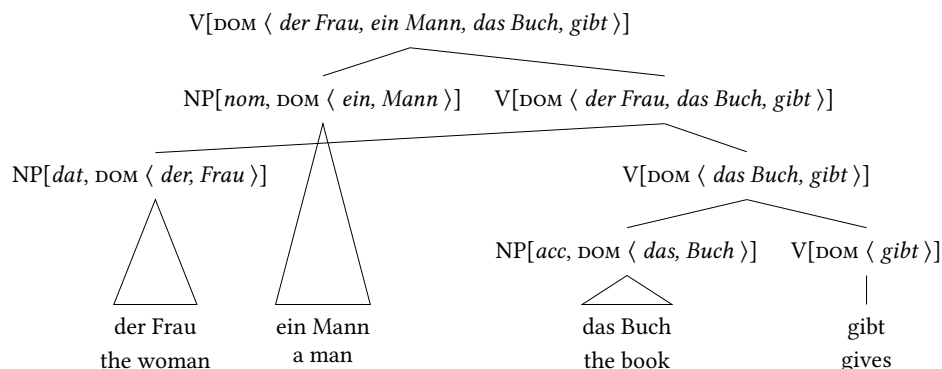 V[DOM ⟨ der Frau, ein Mann, das Buch, gibt ⟩]
NP[nom, DOM ⟨ ein, Mann ⟩] V[DOM ⟨ der Frau, das Buch, gibt ⟩]
NP[dat, DOM ⟨ der, Frau ⟩] V[DOM ⟨ das Buch, gibt ⟩]
NP[acc, DOM ⟨ das, Buch ⟩] V[DOM ⟨ gibt ⟩]
der Frau ein Mann das Buch gibt
the woman a man the book gives